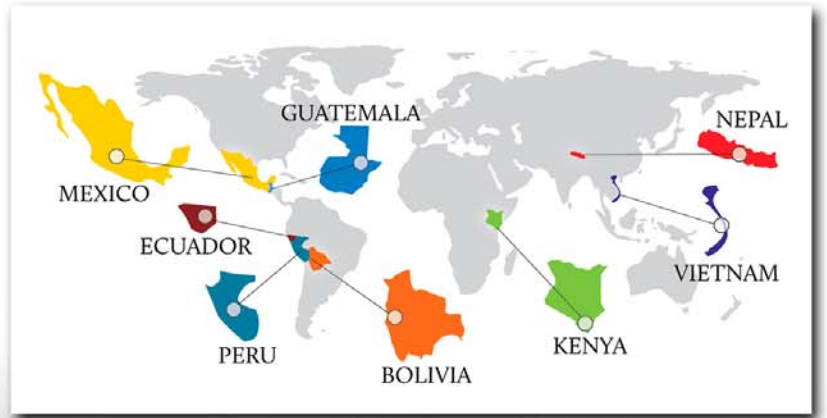 GUATEMALA
NEPAL
MEXICO
ECUADOR
VIETNAM
PERU
KENYA
BOLIVIA